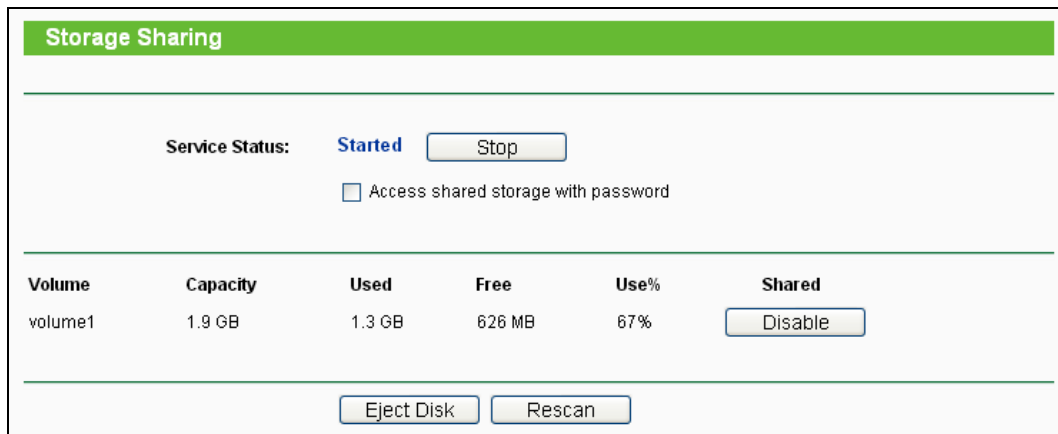 Storage Sharing
Service Status: Started Stop
Access shared storage with password
Volume Capacity Used Free Use% Shared
volume1 1.9 GB 1.3 GB 626 MB 67% Disable
Eject Disk Rescan